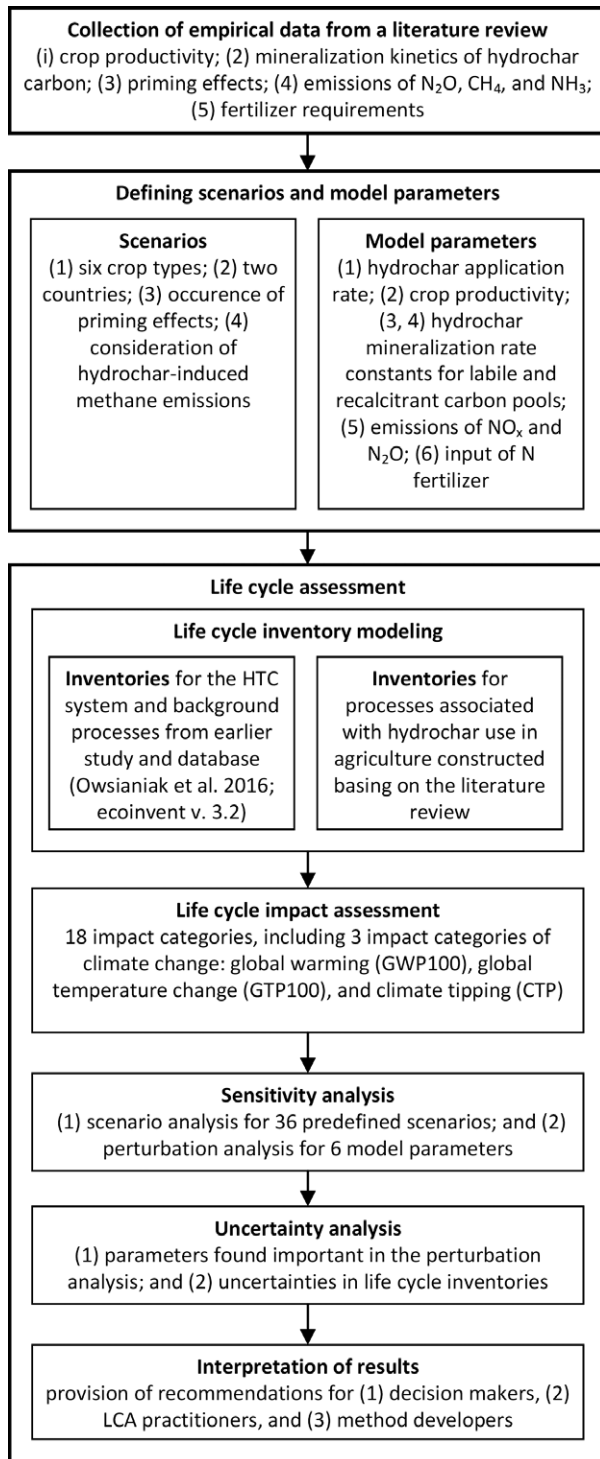 Collection of empirical data from a literature review
(i) crop productivity; (2) mineralization kinetics of hydrochar
carbon; (3) priming effects; (4) emissions of N₂O, CH₄, and NH₃;
(5) fertilizer requirements
Defining scenarios and model parameters
Scenarios
(1) six crop types; (2) two
countries; (3) occurence of
priming effects; (4)
consideration of
hydrochar-induced
methane emissions
Model parameters
(1) hydrochar application
rate; (2) crop productivity;
(3, 4) hydrochar
mineralization rate
constants for labile and
recalcitrant carbon pools;
(5) emissions of NOₓ and
N₂O; (6) input of N
fertilizer
Life cycle assessment
Life cycle inventory modeling
Inventories for the HTC
system and background
processes from earlier
study and database
(Owsianiak et al. 2016;
ecoinvent v. 3.2)
Inventories for
processes associated
with hydrochar use in
agriculture constructed
basing on the literature
review
Life cycle impact assessment
18 impact categories, including 3 impact categories of
climate change: global warming (GWP100), global
temperature change (GTP100), and climate tipping (CTP)
Sensitivity analysis
(1) scenario analysis for 36 predefined scenarios; and (2)
perturbation analysis for 6 model parameters
Uncertainty analysis
(1) parameters found important in the perturbation
analysis; and (2) uncertainties in life cycle inventories
Interpretation of results
provision of recommendations for (1) decision makers, (2)
LCA practitioners, and (3) method developers